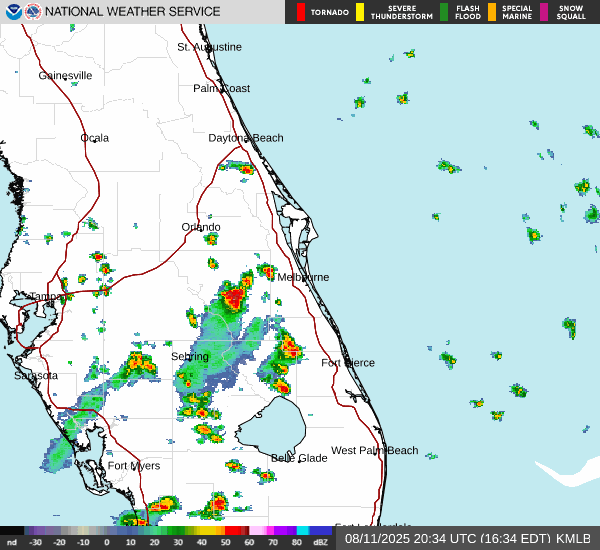 NATIONAL WEATHER SERVICE
TORNADO
SEVERE
THUNDERSTORM
FLASH
FLOOD
SPECIAL
MARINE
SNOW
SQUALL
St. Augustine
Gainesville
Palm Coast
Ocala
Daytona Beach
Orlando
Melbourne
Tampa
Sebring
Fort Pierce
Sarasota
West Palm Beach
Belle Glade
Fort Myers
nd -30 -20 -10 0 10 20 30 40 50 60 70 80 dBZ
08/11/2025 20:34 UTC (16:34 EDT) KMLB